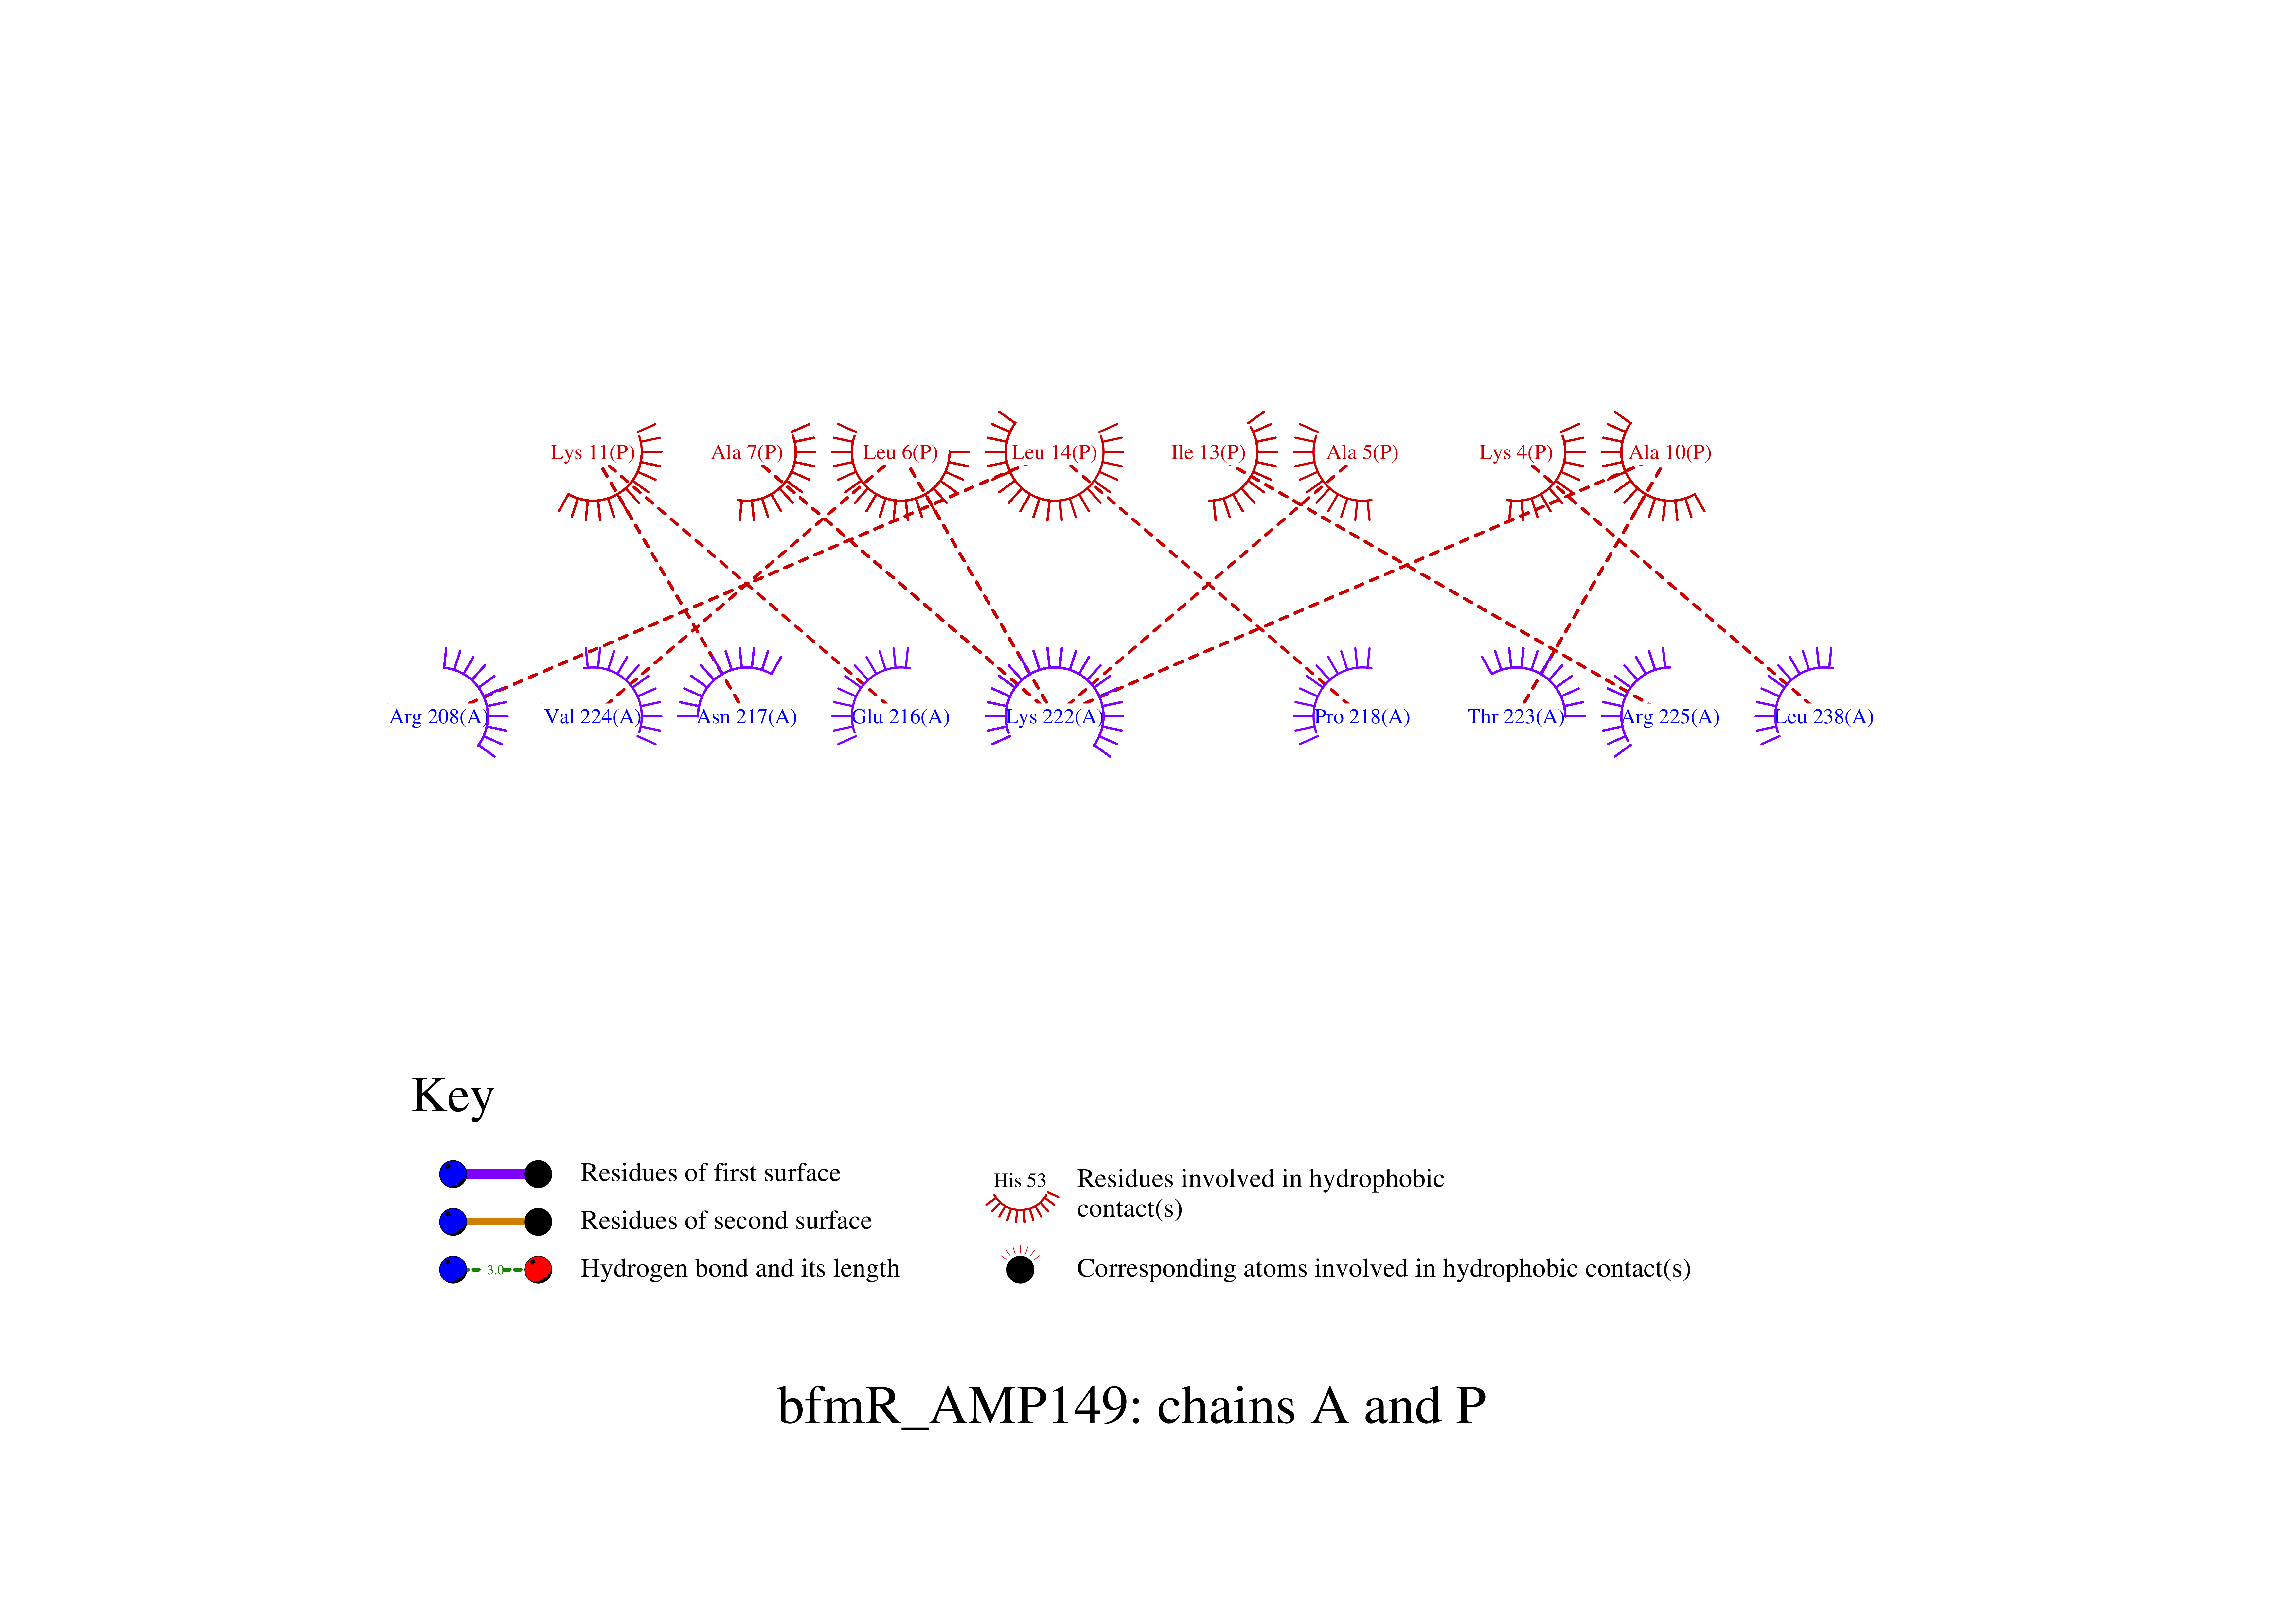 Lys 11(P) Ala 7(P) Leu 6(P) Leu 14(P) Ile 13(P) Ala 5(P) Lys 4(P) Ala 10(P)
Arg 208(A) Val 224(A) Asn 217(A) Glu 216(A) Lys 222(A) Pro 218(A) Thr 223(A) Arg 225(A) Leu 238(A)
Key
Residues of first surface
Residues of second surface
3.0 Hydrogen bond and its length
His 53 Residues involved in hydrophobic
contact(s)
Corresponding atoms involved in hydrophobic contact(s)
bfmR_AMP149: chains A and P